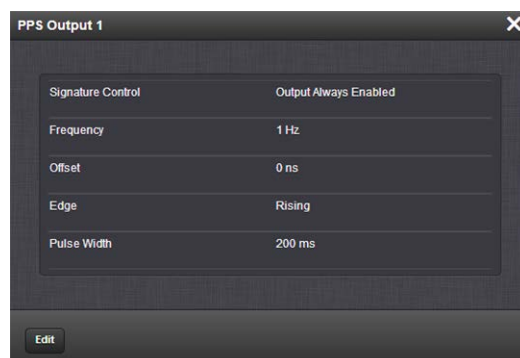 PPS Output 1
Signature Control Output Always Enabled
Frequency 1 Hz
Offset 0 ns
Edge Rising
Pulse Width 200 ms
Edit